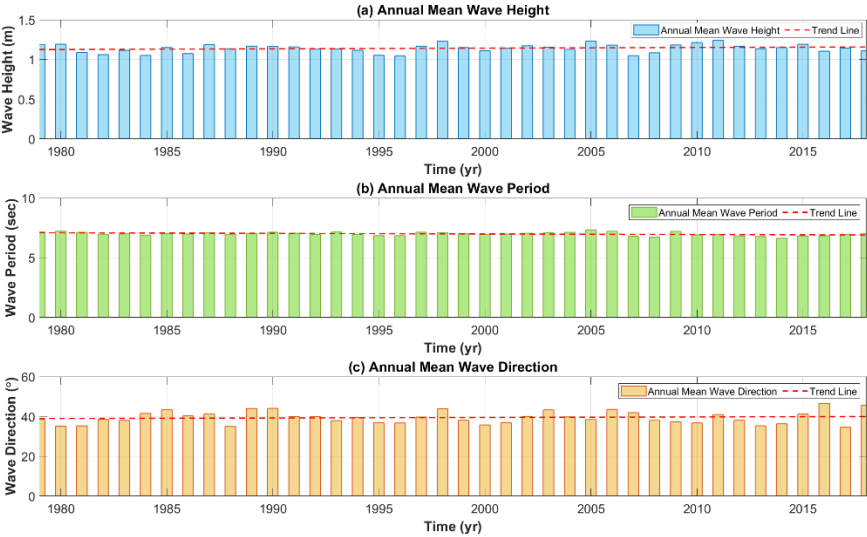 (a) Annual Mean Wave Height
Wave Height (m)
1.5
1
0.5
0
Annual Mean Wave Height
Trend Line
1980 1985 1990 1995 2000 2005 2010 2015
Time (yr)
(b) Annual Mean Wave Period
Wave Period (sec)
10
5
0
Annual Mean Wave Period
Trend Line
1980 1985 1990 1995 2000 2005 2010 2015
Time (yr)
(c) Annual Mean Wave Direction
Wave Direction (°)
60
40
20
0
Annual Mean Wave Direction
Trend Line
1980 1985 1990 1995 2000 2005 2010 2015
Time (yr)